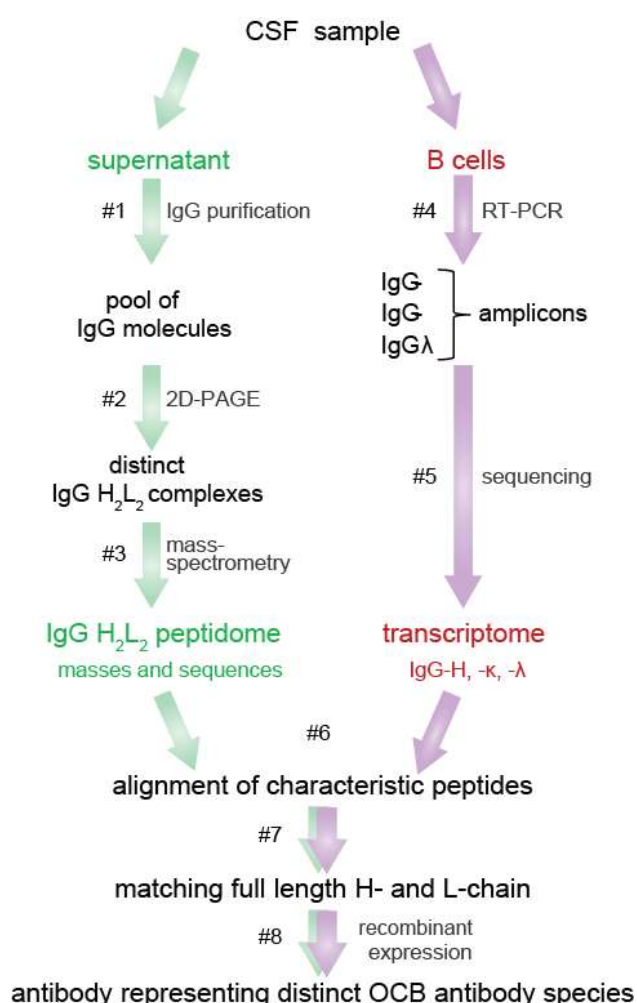 CSF sample
supernatant
B cells
#1
IgG purification
#4
RT-PCR
pool of
IgG molecules
IgG-
IgG-
IgGλ
amplicons
#2
2D-PAGE
distinct
IgG H₂L₂ complexes
#5
sequencing
#3
mass-
spectrometry
IgG H₂L₂ peptidome
masses and sequences
transcriptome
IgG-H, -κ, -λ
#6
alignment of characteristic peptides
#7
matching full length H- and L-chain
#8
recombinant
expression
antibody representing distinct OCB antibody species